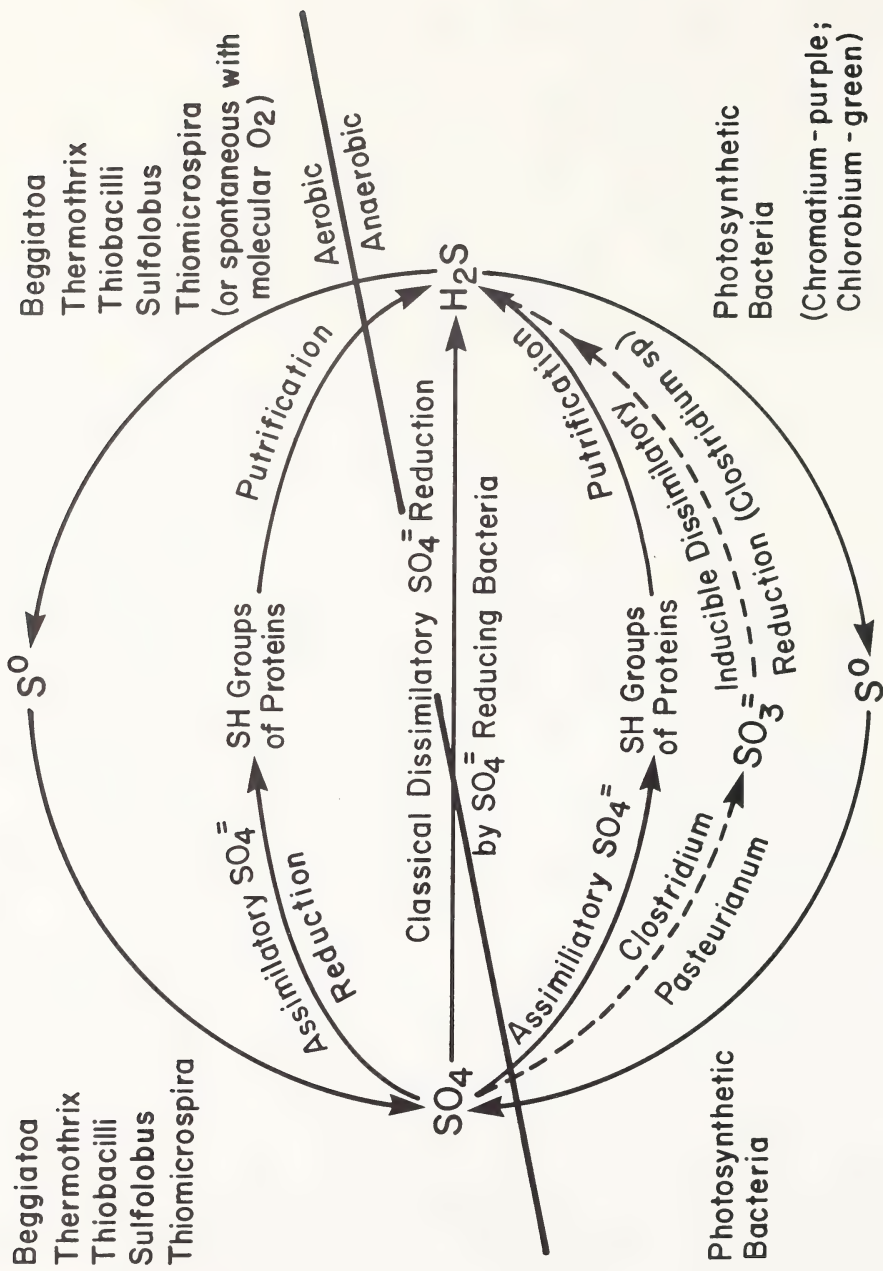 Beggiatoa
Thermothrix
Thiobacilli
Sulfolobus
Thiomicrospira
S⁰
Beggiatoa
Thermothrix
Thiobacilli
Sulfolobus
Thiomicrospira
(or spontaneous with
molecular O₂)
Aerobic
Anaerobic
Assimilatory SO₄⁼
Reduction
SH Groups
of Proteins
Putrification
SO₄
Classical Dissimilatory SO₄⁼ Reduction
by SO₄⁼ Reducing Bacteria
H₂S
Assimiliatory SO₄⁼
SH Groups
of Proteins
Putrification
Clostridium
Pasteurianum
SO₃⁼
Inducible Dissimilatory
Reduction (Clostridium sp)
S⁰
Photosynthetic
Bacteria
Photosynthetic
Bacteria
(Chromatium-purple;
Chlorobium-green)